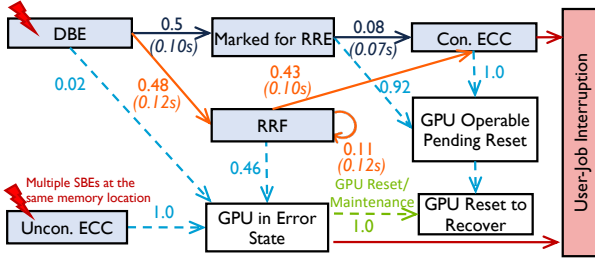 DBE
0.5
(0.10s)
Marked for RRE
0.08
(0.07s)
Con. ECC
0.02
0.48
(0.12s)
0.43
(0.10s)
0.92
1.0
RRF
0.11
(0.12s)
GPU Operable
Pending Reset
0.46
Multiple SBEs at the
same memory location
GPU Reset/
Maintenance
1.0
1.0
Uncon. ECC
GPU in Error
State
GPU Reset to
Recover
User-Job Interruption